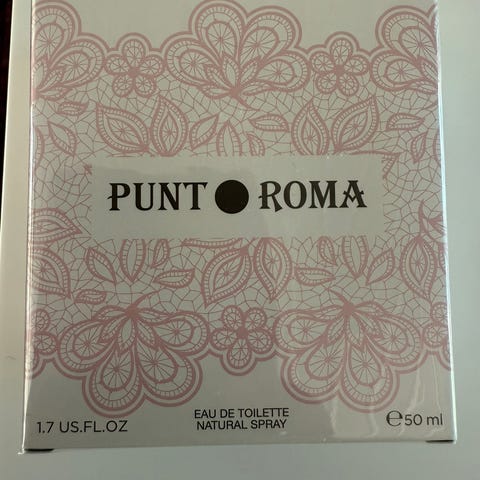 PUNT ● ROMA
EAU DE TOILETTE
NATURAL SPRAY
1.7 US.FL.OZ
℮50 ml